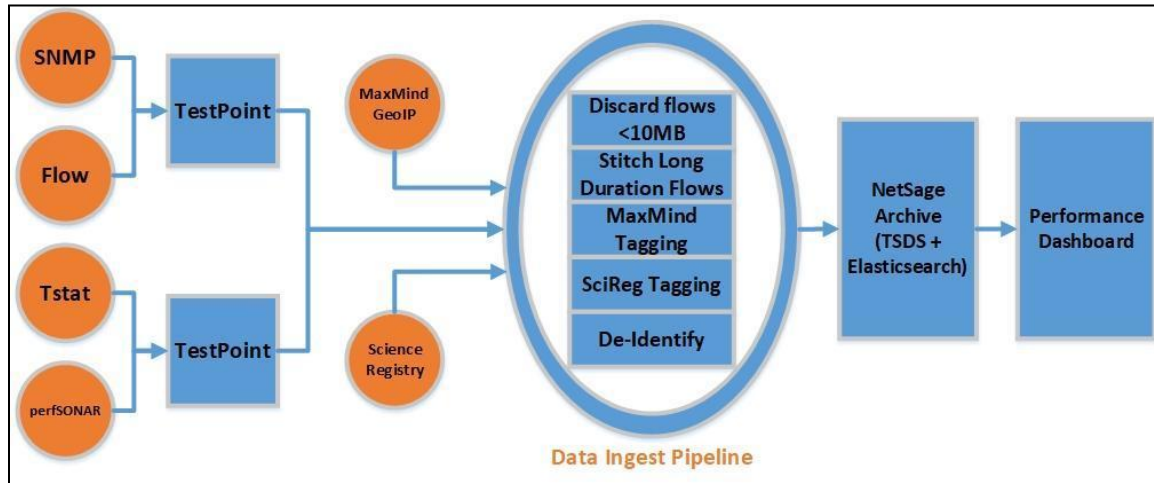 SNMP
Flow
TestPoint
Tstat
perfSONAR
TestPoint
MaxMind
GeoIP
Science
Registry
Discard flows
<10MB
Stitch Long
Duration Flows
MaxMind
Tagging
SciReg Tagging
De-Identify
Data Ingest Pipeline
NetSage
Archive
(TSDS +
Elasticsearch)
Performance
Dashboard